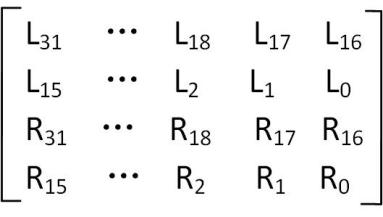 L₃₁ ··· L₁₈ L₁₇ L₁₆
L₁₅ ··· L₂ L₁ L₀
R₃₁ ··· R₁₈ R₁₇ R₁₆
R₁₅ ··· R₂ R₁ R₀